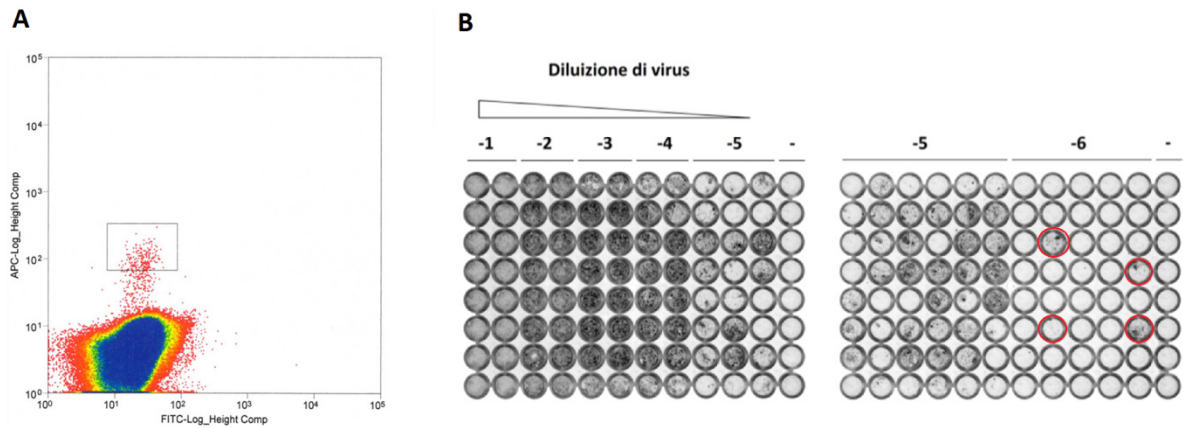 A
10⁵
10⁴
10³
10²
10¹
10⁰
APC-Log_Height Comp
10⁰ 10¹ 10² 10³ 10⁴ 10⁵
FITC-Log_Height Comp
B
Diluizione di virus
-1 -2 -3 -4 -5 -
-5 -6 -